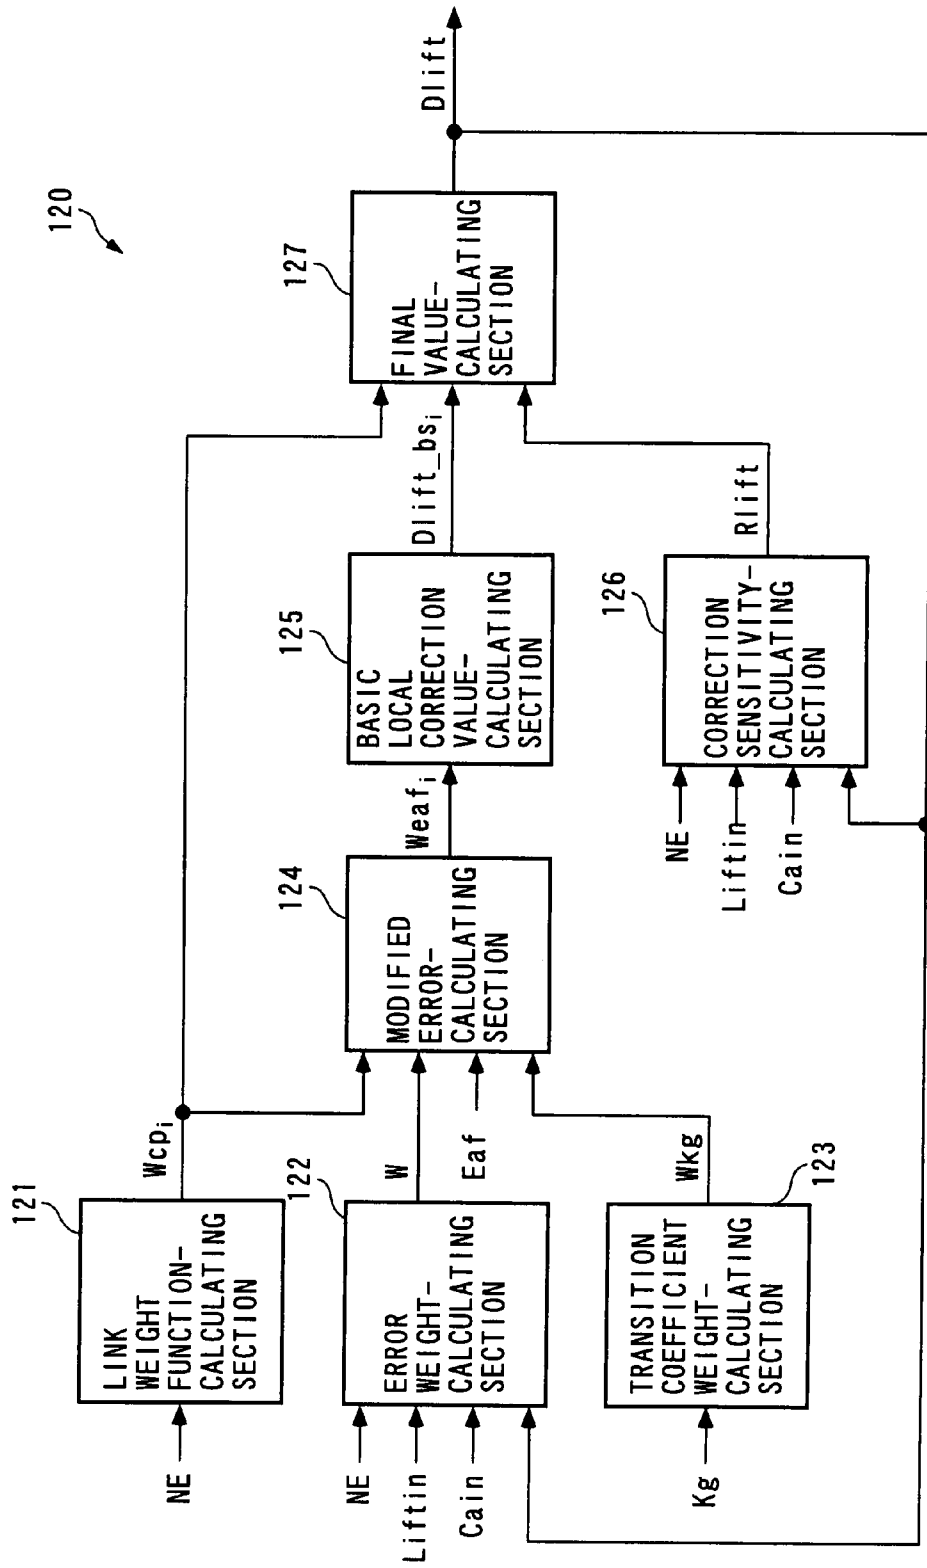 120
121
LINK
WEIGHT
FUNCTION-
CALCULATING
SECTION
NE
Wcpi
122
ERROR
WEIGHT-
CALCULATING
SECTION
NE
Liftin
Cain
W
Eaf
123
TRANSITION
COEFFICIENT
WEIGHT-
CALCULATING
SECTION
Kg
Wkg
124
MODIFIED
ERROR-
CALCULATING
SECTION
Weafi
125
BASIC
LOCAL
CORRECTION
VALUE-
CALCULATING
SECTION
Dlift_bsi
126
CORRECTION
SENSITIVITY-
CALCULATING
SECTION
NE
Liftin
Cain
Rlift
127
FINAL
VALUE-
CALCULATING
SECTION
Dlift